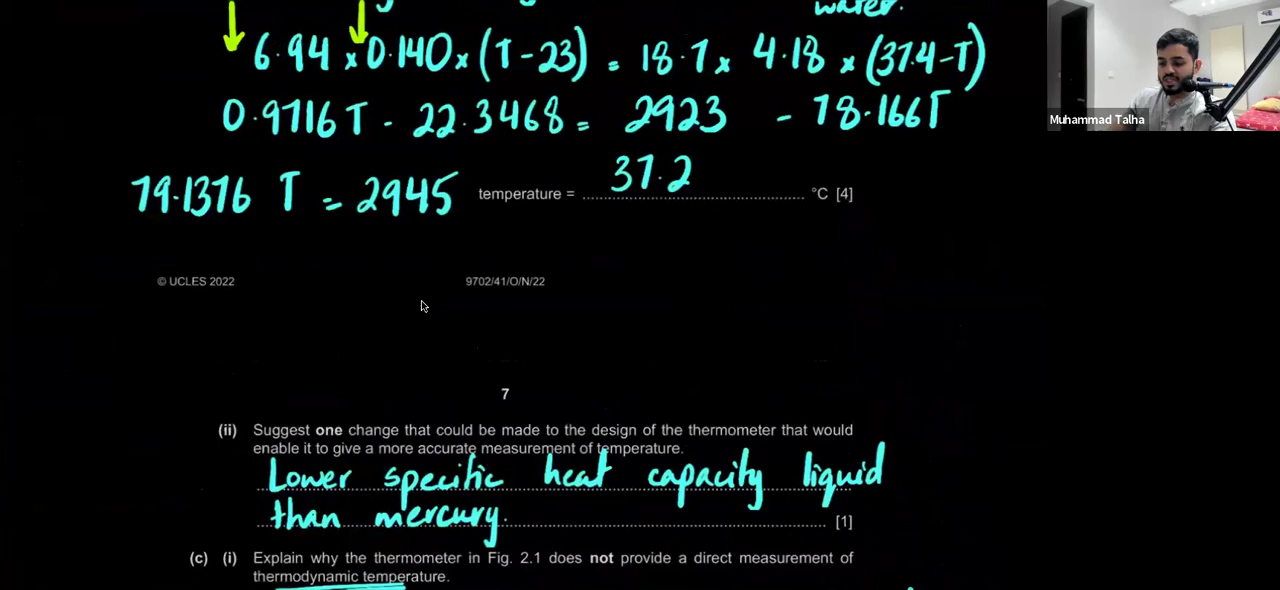 water.
6.94 × 0.140 × (T - 23) = 18.7 × 4.18 × (37.4 - T)
Muhammad Talha
0.9716 T - 22.3468 = 2923 - 78.166T
79.1376 T = 2945
temperature = 37.2 °C [4]
© UCLES 2022 9702/41/O/N/22
7
(ii) Suggest one change that could be made to the design of the thermometer that would
enable it to give a more accurate measurement of temperature.
Lower specific heat capacity liquid
than mercury. [1]
(c) (i) Explain why the thermometer in Fig. 2.1 does not provide a direct measurement of
thermodynamic temperature.